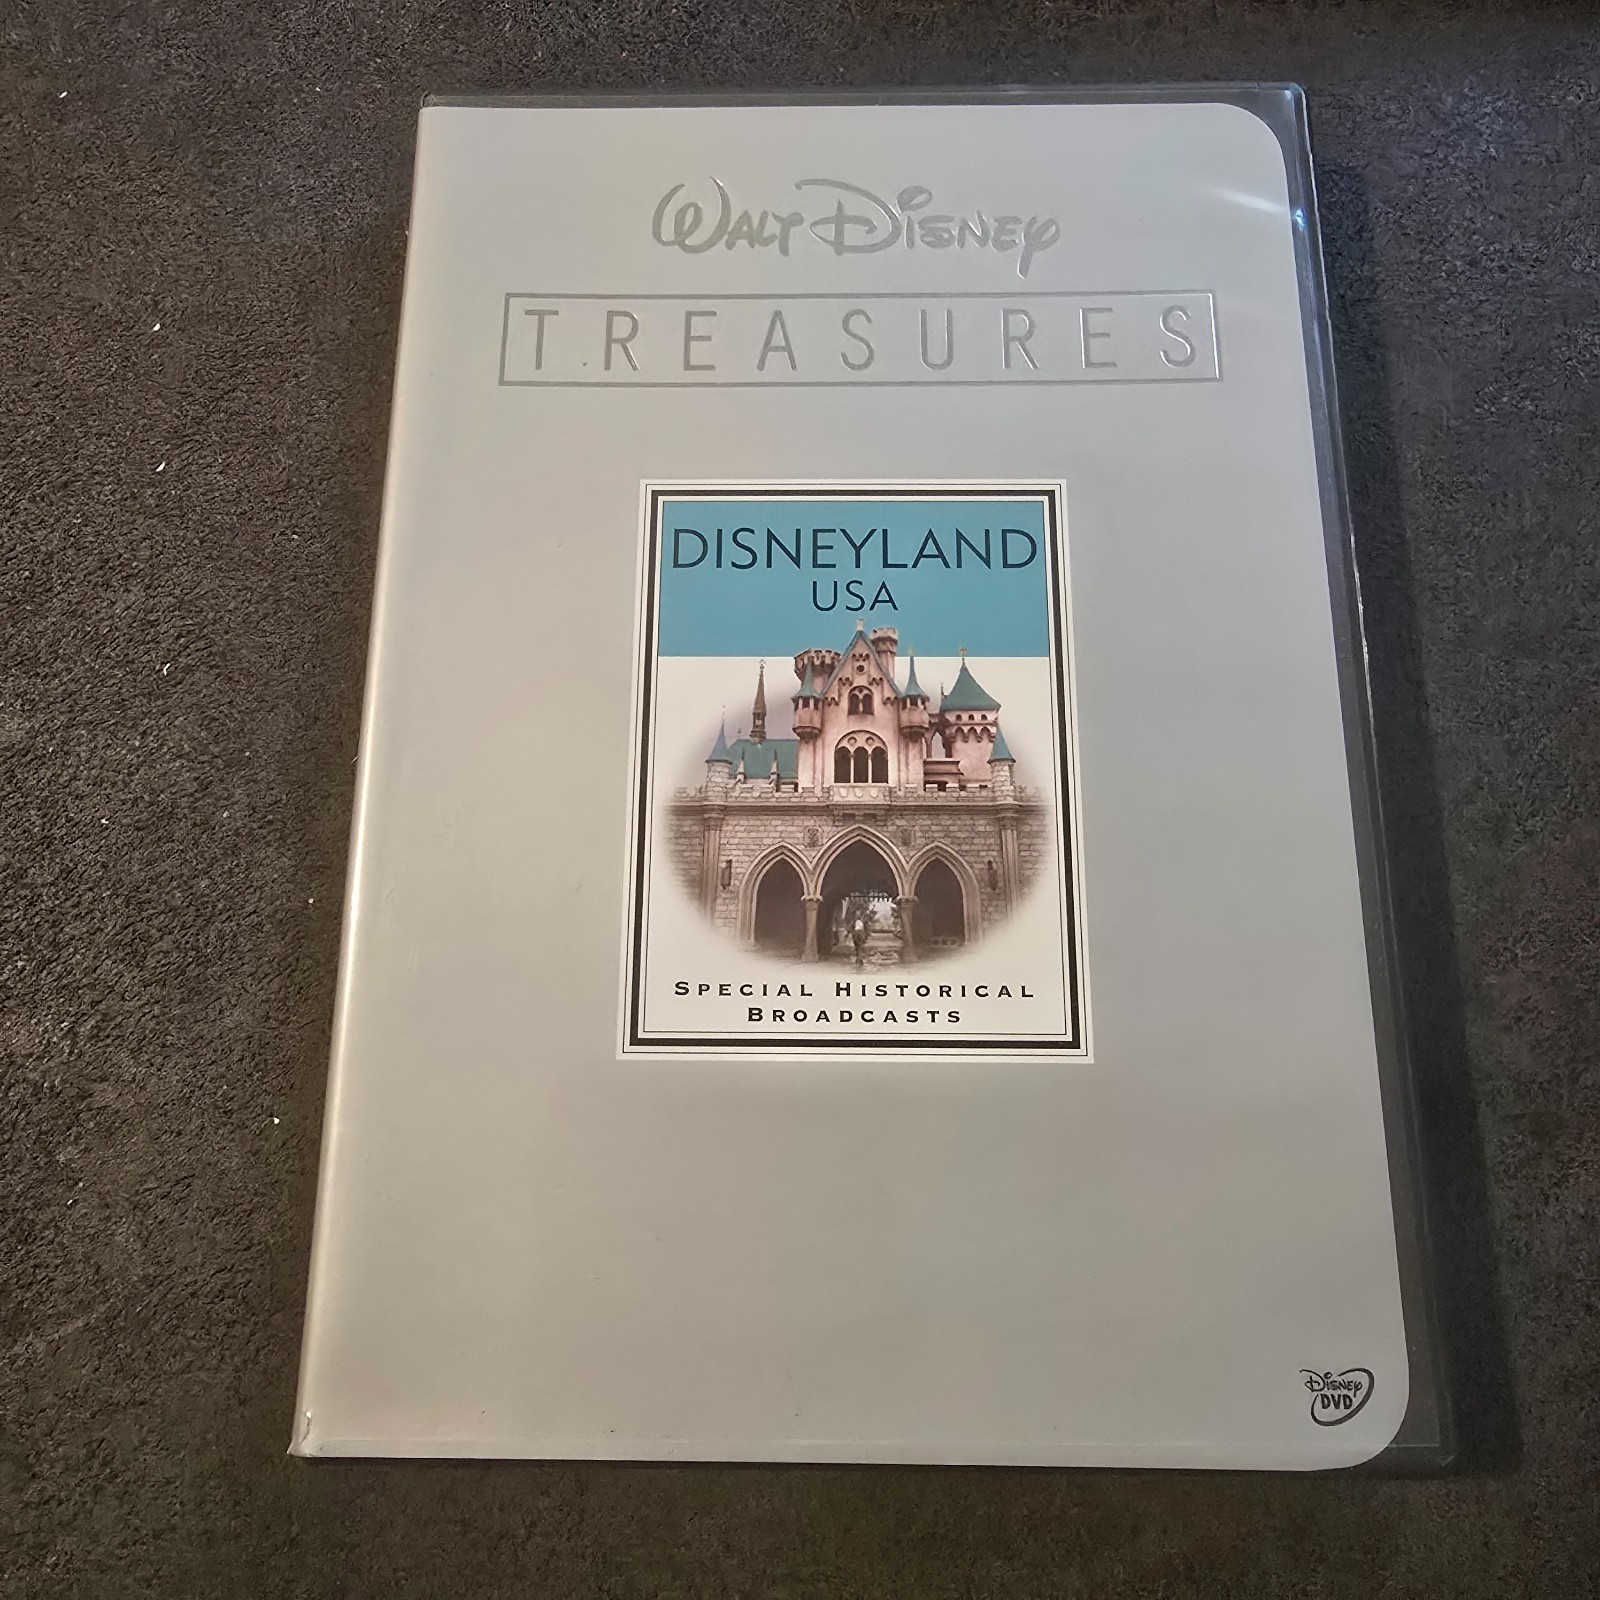 Walt Disney
TREASURES
DISNEYLAND
USA
SPECIAL HISTORICAL
BROADCASTS
Disney
DVD